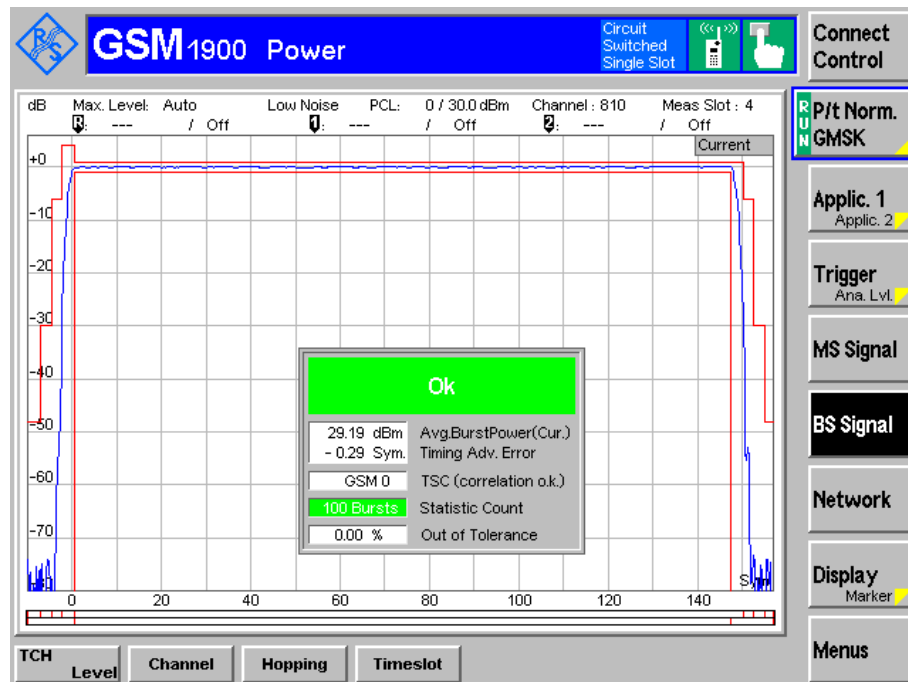 R S
GSM 1900 Power
Circuit Switched Single Slot
Connect Control
dB Max. Level: Auto Low Noise PCL: 0 / 30.0 dBm Channel : 810 Meas Slot : 4
R: --- / Off 1: --- / Off 2: --- / Off
Current
RUN
P/t Norm. GMSK
+0
-10
-20
-30
-40
-50
-60
-70
Ok
29.19 dBm Avg.BurstPower(Cur.)
- 0.29 Sym. Timing Adv. Error
GSM 0 TSC (correlation o.k.)
100 Bursts Statistic Count
0.00 % Out of Tolerance
0 20 40 60 80 100 120 140
Applic. 1
Applic. 2
Trigger
Ana. Lvl.
MS Signal
BS Signal
Network
Display
Marker
Menus
TCH Level
Channel
Hopping
Timeslot